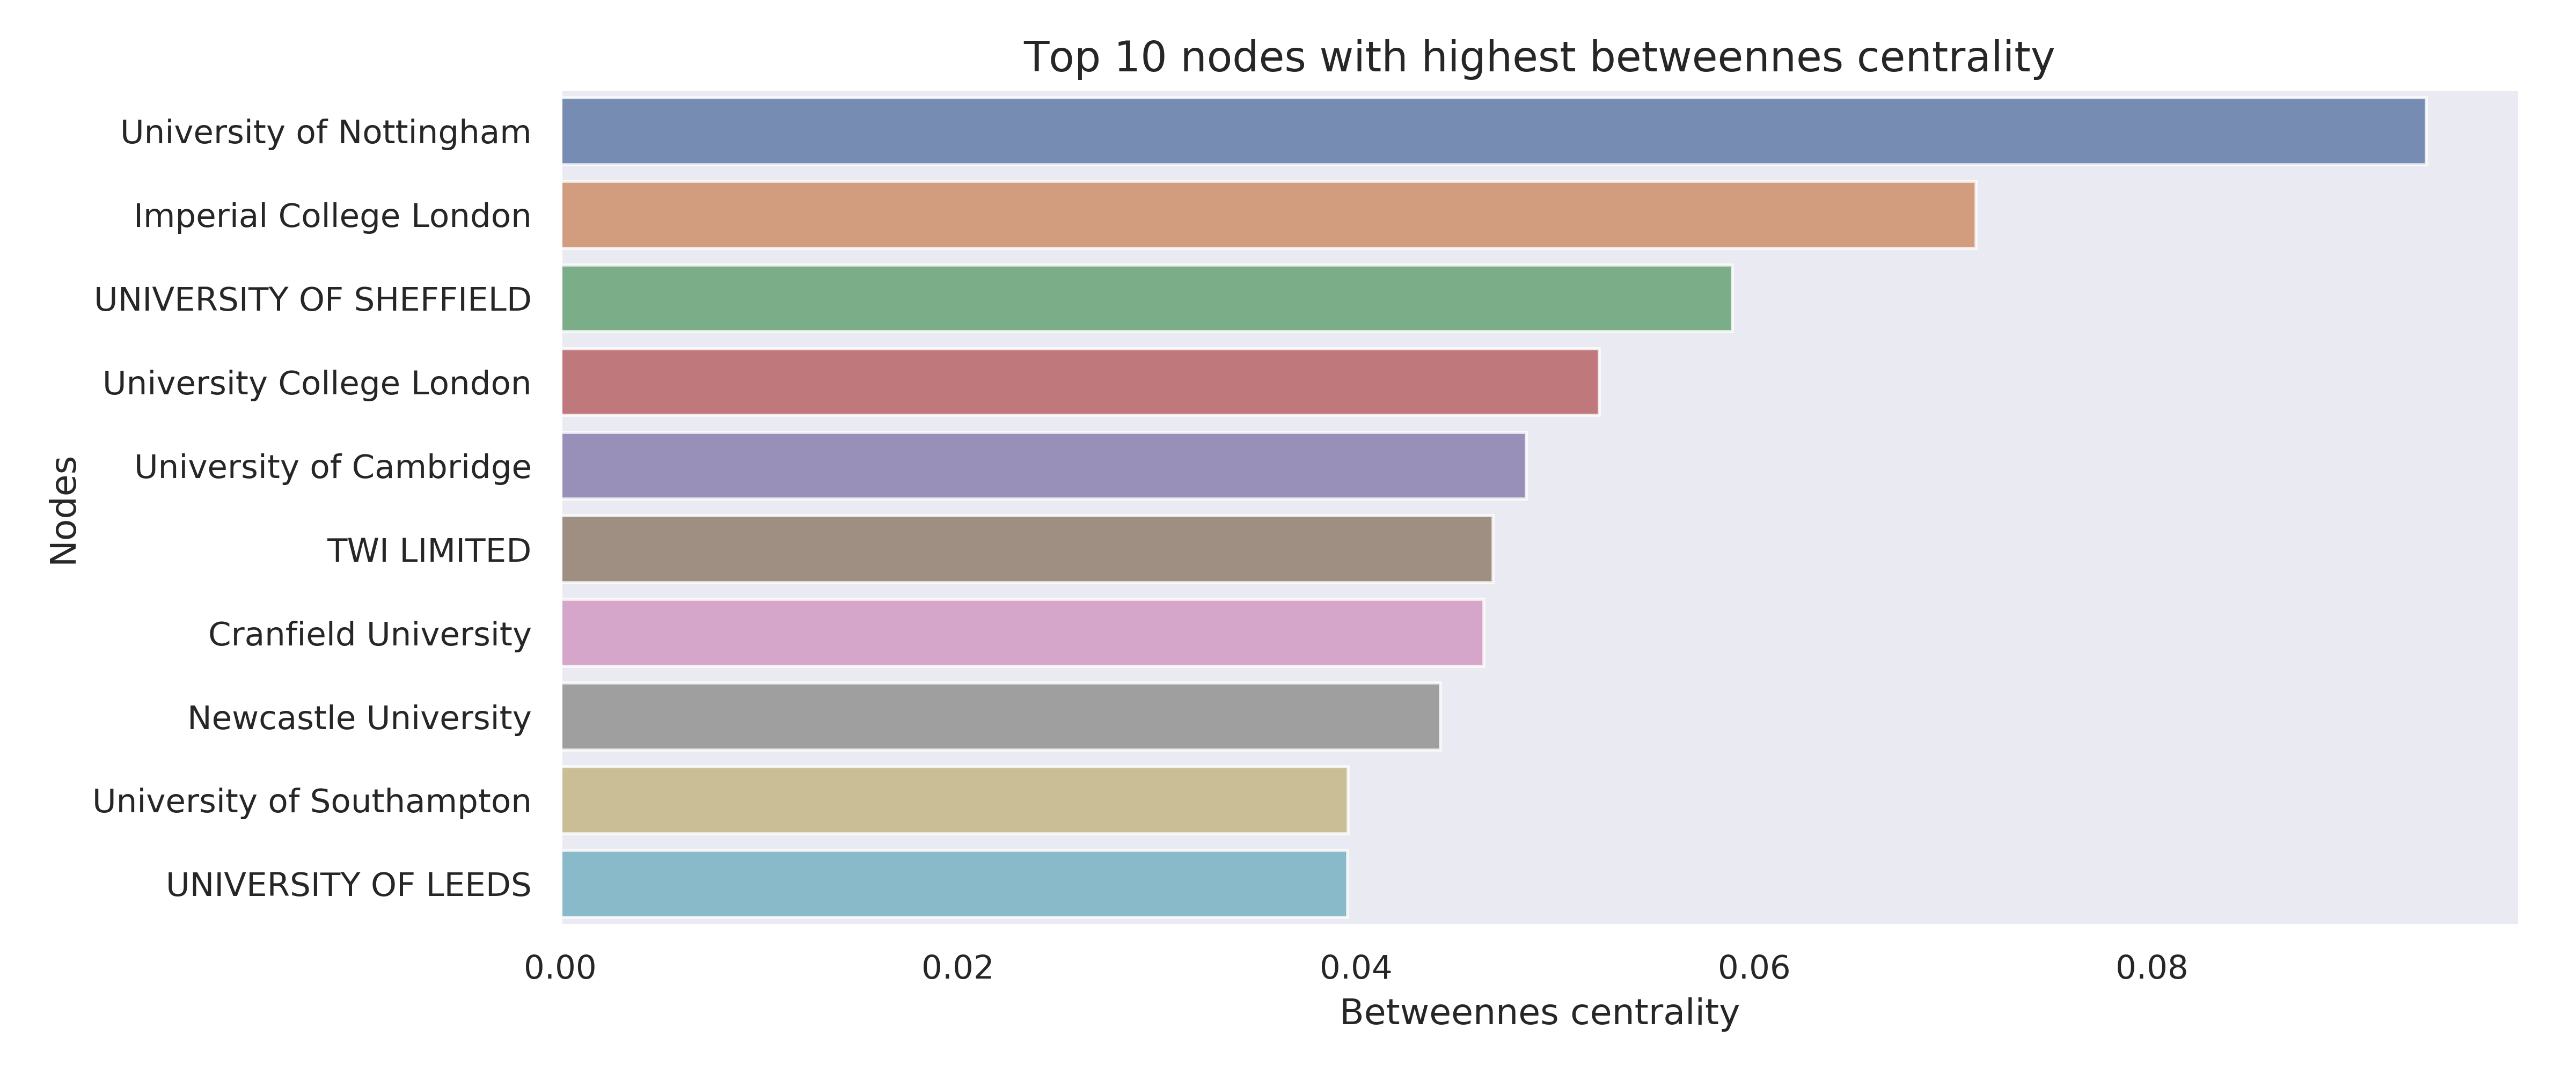 Top 10 nodes with highest betweennes centrality
University of Nottingham
Imperial College London
UNIVERSITY OF SHEFFIELD
University College London
University of Cambridge
TWI LIMITED
Cranfield University
Newcastle University
University of Southampton
UNIVERSITY OF LEEDS
Nodes
0.00 0.02 0.04 0.06 0.08
Betweennes centrality